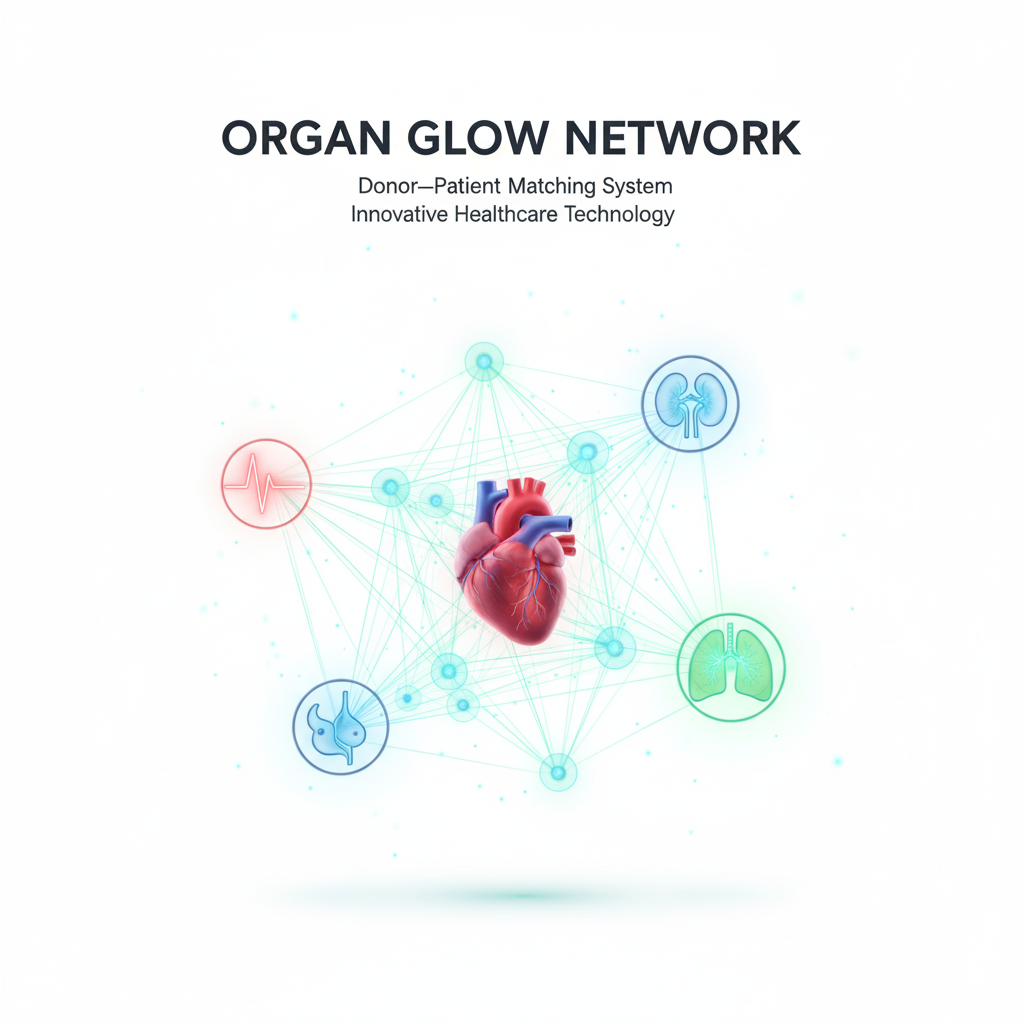 ORGAN GLOW NETWORK
Donor—Patient Matching System
Innovative Healthcare Technology